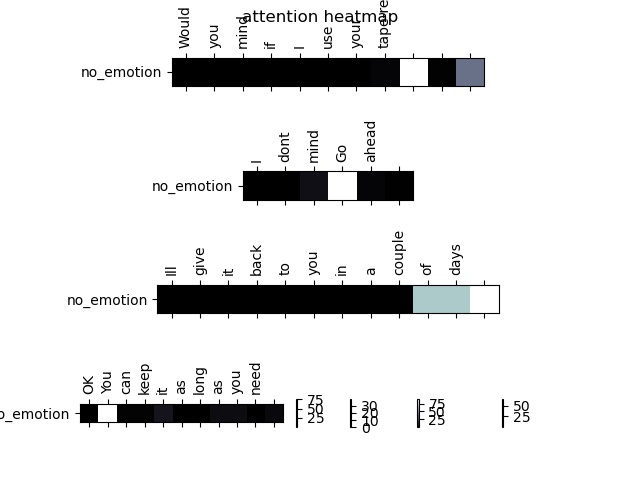 attention heatmap
Would you mind if I use your
no_emotion
I dont mind Go ahead
no_emotion
Ill give it back to you in a couple of days
no_emotion
OK You can keep it as long as you need
o_emotion
75 50 25
30 20 10 0
75 50 25
50 25